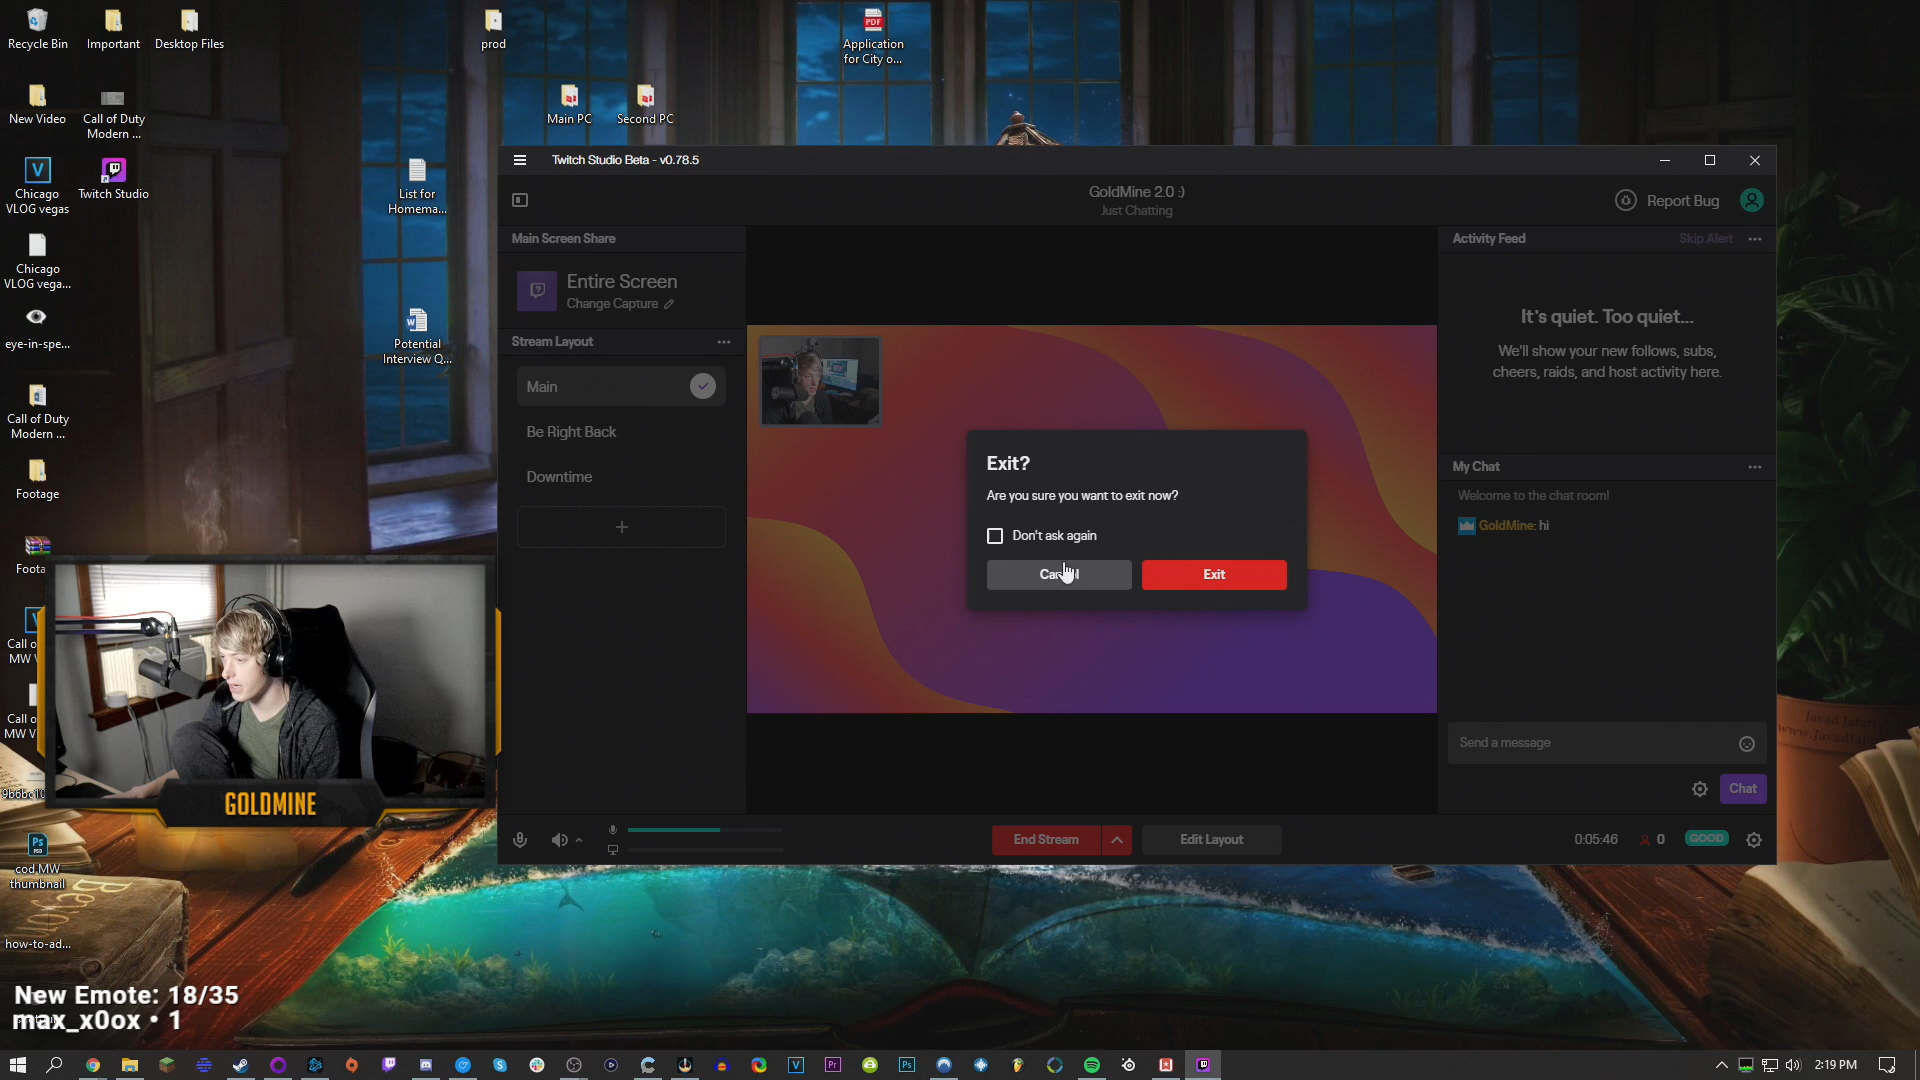 Recycle Bin
Important
Desktop Files
prod
PDF
Application
for City o...
New Video
Call of Duty
Modern ...
Main PC
Second PC
Chicago
VLOG vegas
Twitch Studio
List for
Homema...
Chicago
VLOG vega...
eye-in-spe...
Potential
Interview Q...
Call of Duty
Modern ...
Footage
Foota
Call o
MW V
Call o
MW V
cod MW
thumbnail
how-to-ad...
GOLDMINE
New Emote: 18/35
max_x0ox • 1
Twitch Studio Beta - v0.78.5
GoldMine 2.0 :)
Just Chatting
Report Bug
Main Screen Share
Entire Screen
Change Capture
Stream Layout
Main
Be Right Back
Downtime
+
Exit?
Are you sure you want to exit now?
Don't ask again
Exit
Activity Feed
Skip Alert
It's quiet. Too quiet...
We'll show your new follows, subs,
cheers, raids, and host activity here.
My Chat
Welcome to the chat room!
GoldMine: hi
Send a message
Chat
End Stream
Edit Layout
0:05:46
0
GOOD
2:19 PM